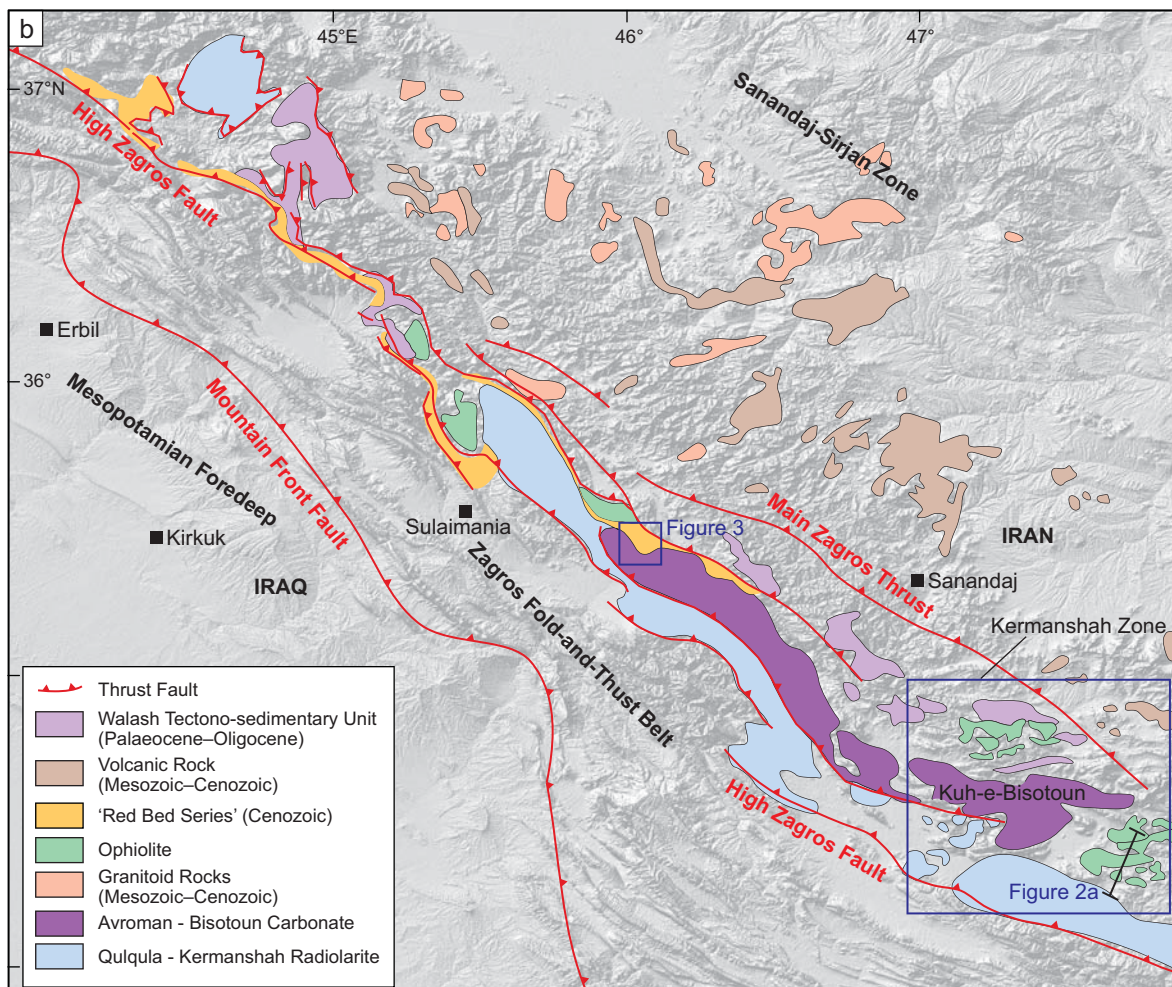 b
45°E
46°
47°
37°N
Sanandaj-Sirjan Zone
High Zagros Fault
Erbil
36°
Mesopotamian Foredeep
Mountain Front Fault
Sulaimania
Figure 3
Main Zagros Thrust
IRAN
Kirkuk
IRAQ
Zagros Fold-and-Thust Belt
Sanandaj
Kermanshah Zone
Kuh-e-Bisotoun
High Zagros Fault
Figure 2a
Thrust Fault
Walash Tectono-sedimentary Unit
(Palaeocene–Oligocene)
Volcanic Rock
(Mesozoic–Cenozoic)
‘Red Bed Series’ (Cenozoic)
Ophiolite
Granitoid Rocks
(Mesozoic–Cenozoic)
Avroman - Bisotoun Carbonate
Qulqula - Kermanshah Radiolarite